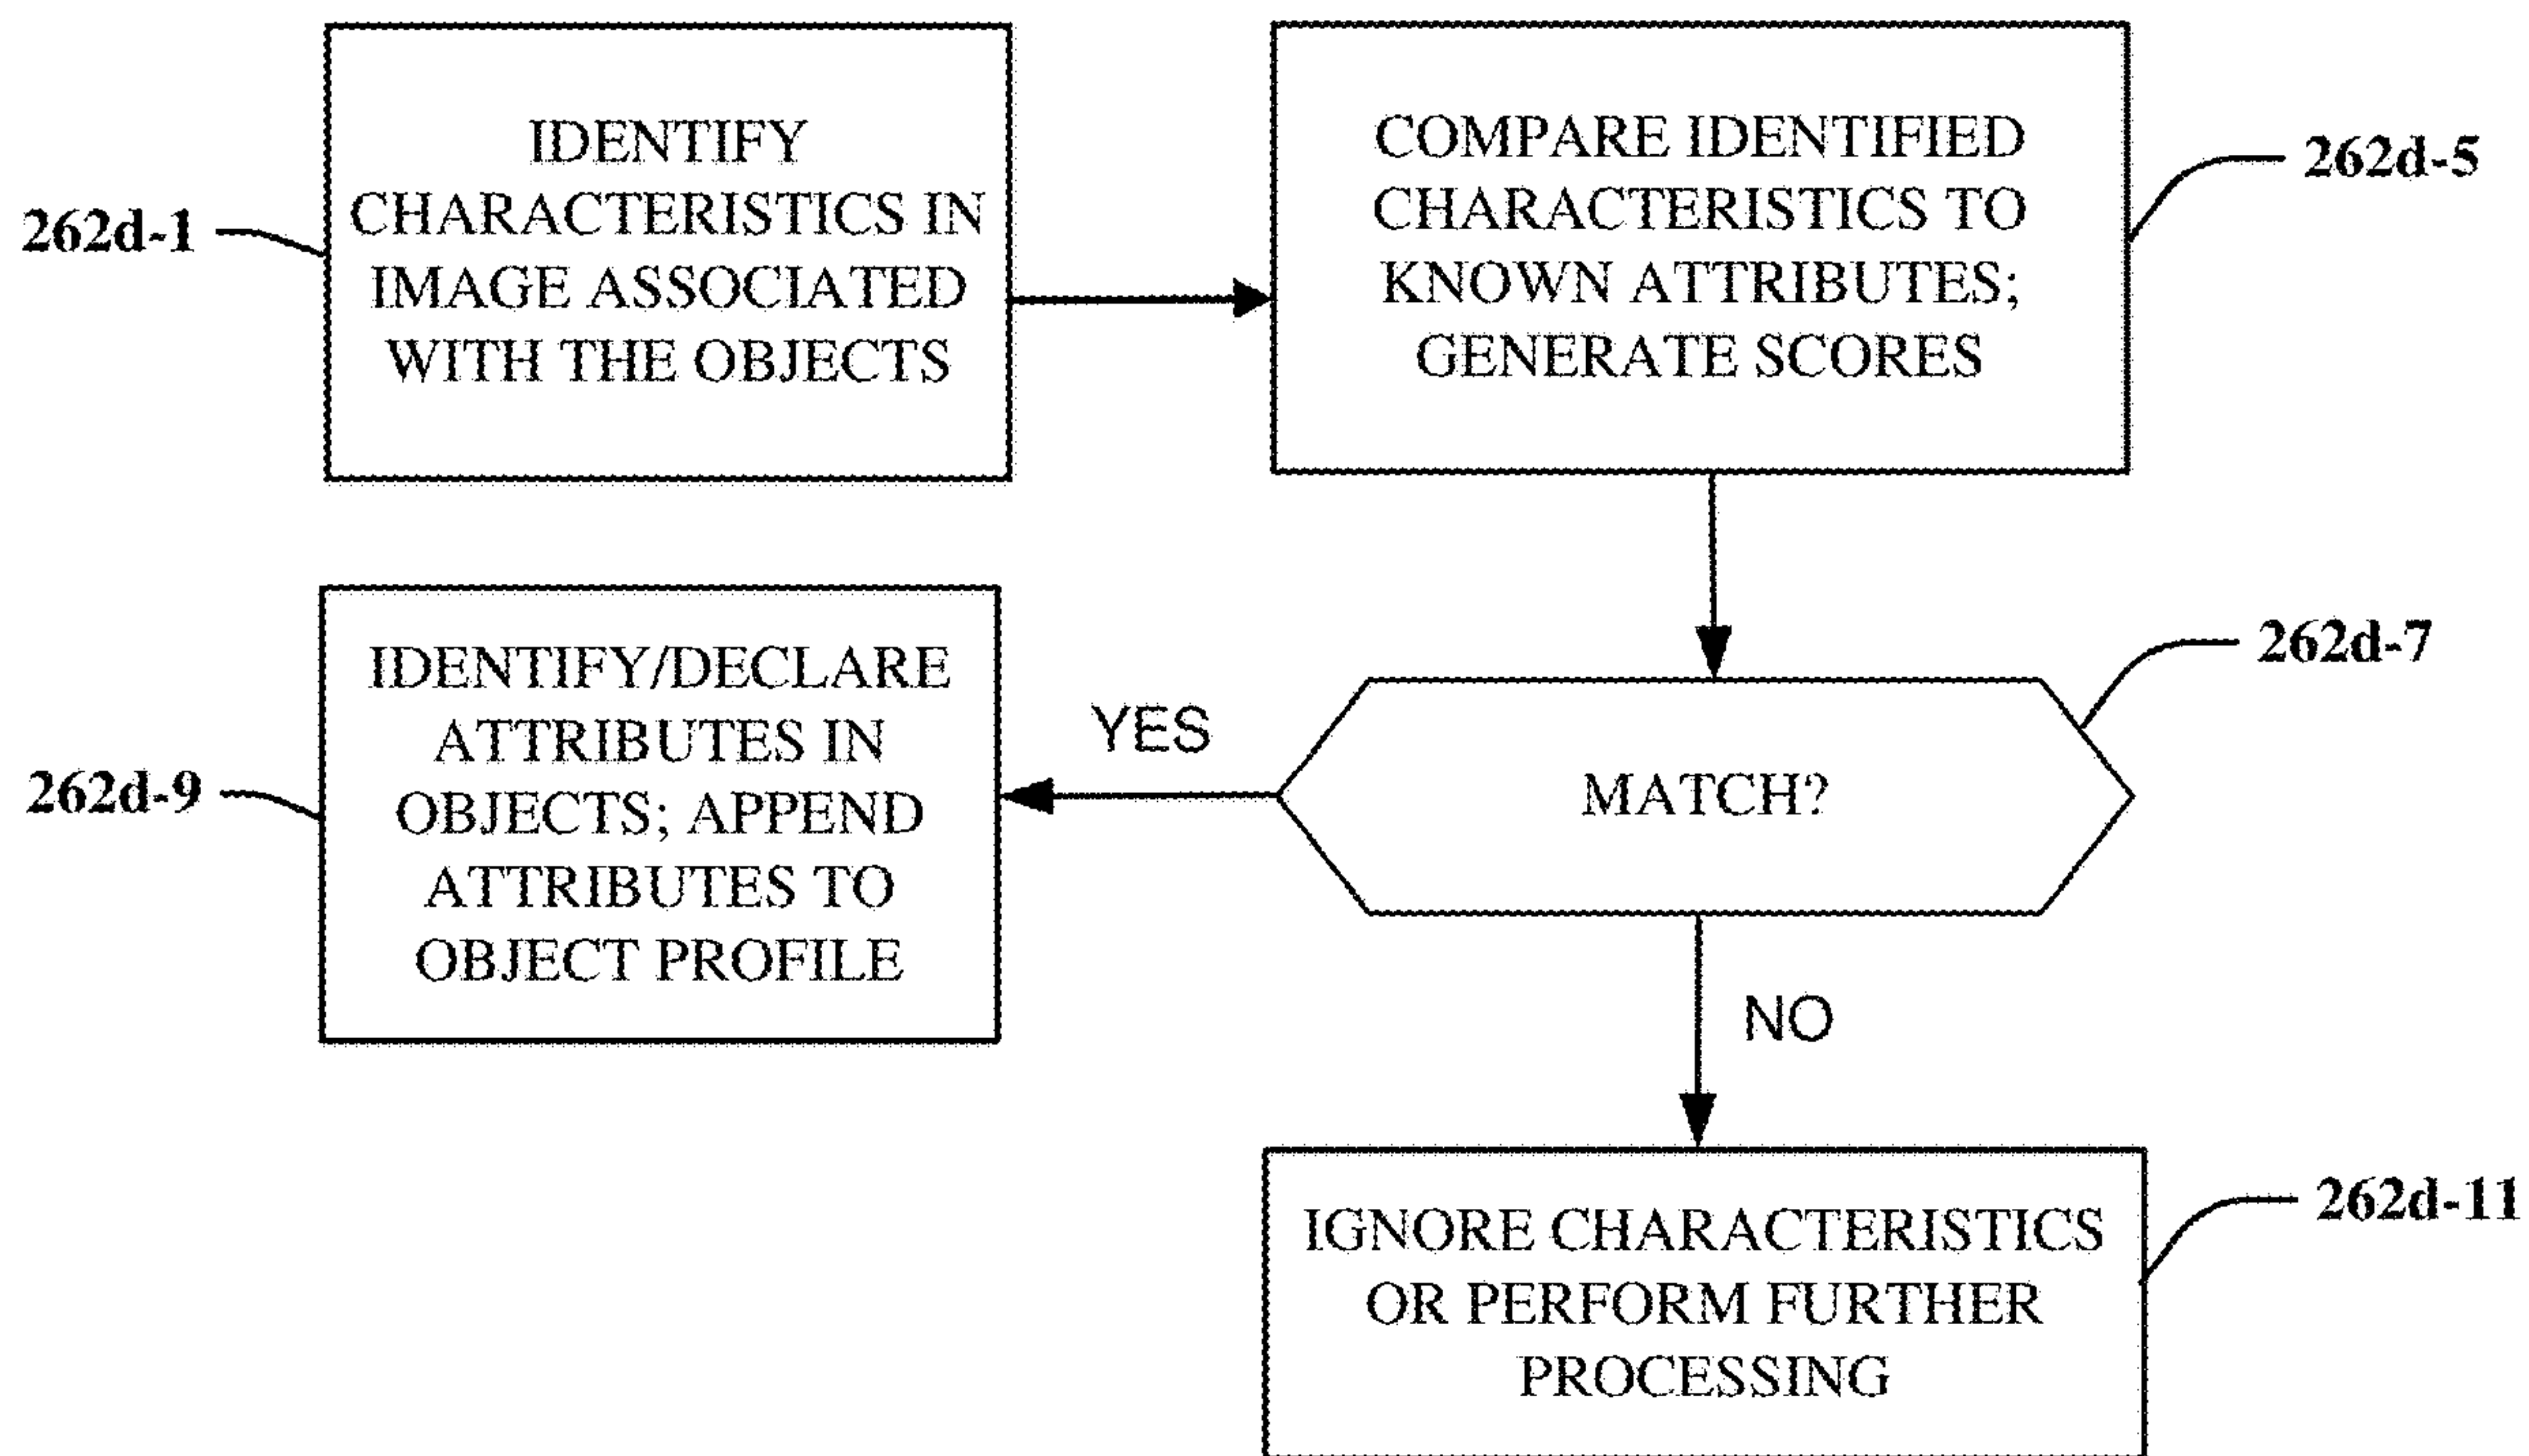 262d-1
IDENTIFY
CHARACTERISTICS IN
IMAGE ASSOCIATED
WITH THE OBJECTS
COMPARE IDENTIFIED
CHARACTERISTICS TO
KNOWN ATTRIBUTES;
GENERATE SCORES
262d-5
MATCH?
262d-7
YES
IDENTIFY/DECLARE
ATTRIBUTES IN
OBJECTS; APPEND
ATTRIBUTES TO
OBJECT PROFILE
262d-9
NO
IGNORE CHARACTERISTICS
OR PERFORM FURTHER
PROCESSING
262d-11